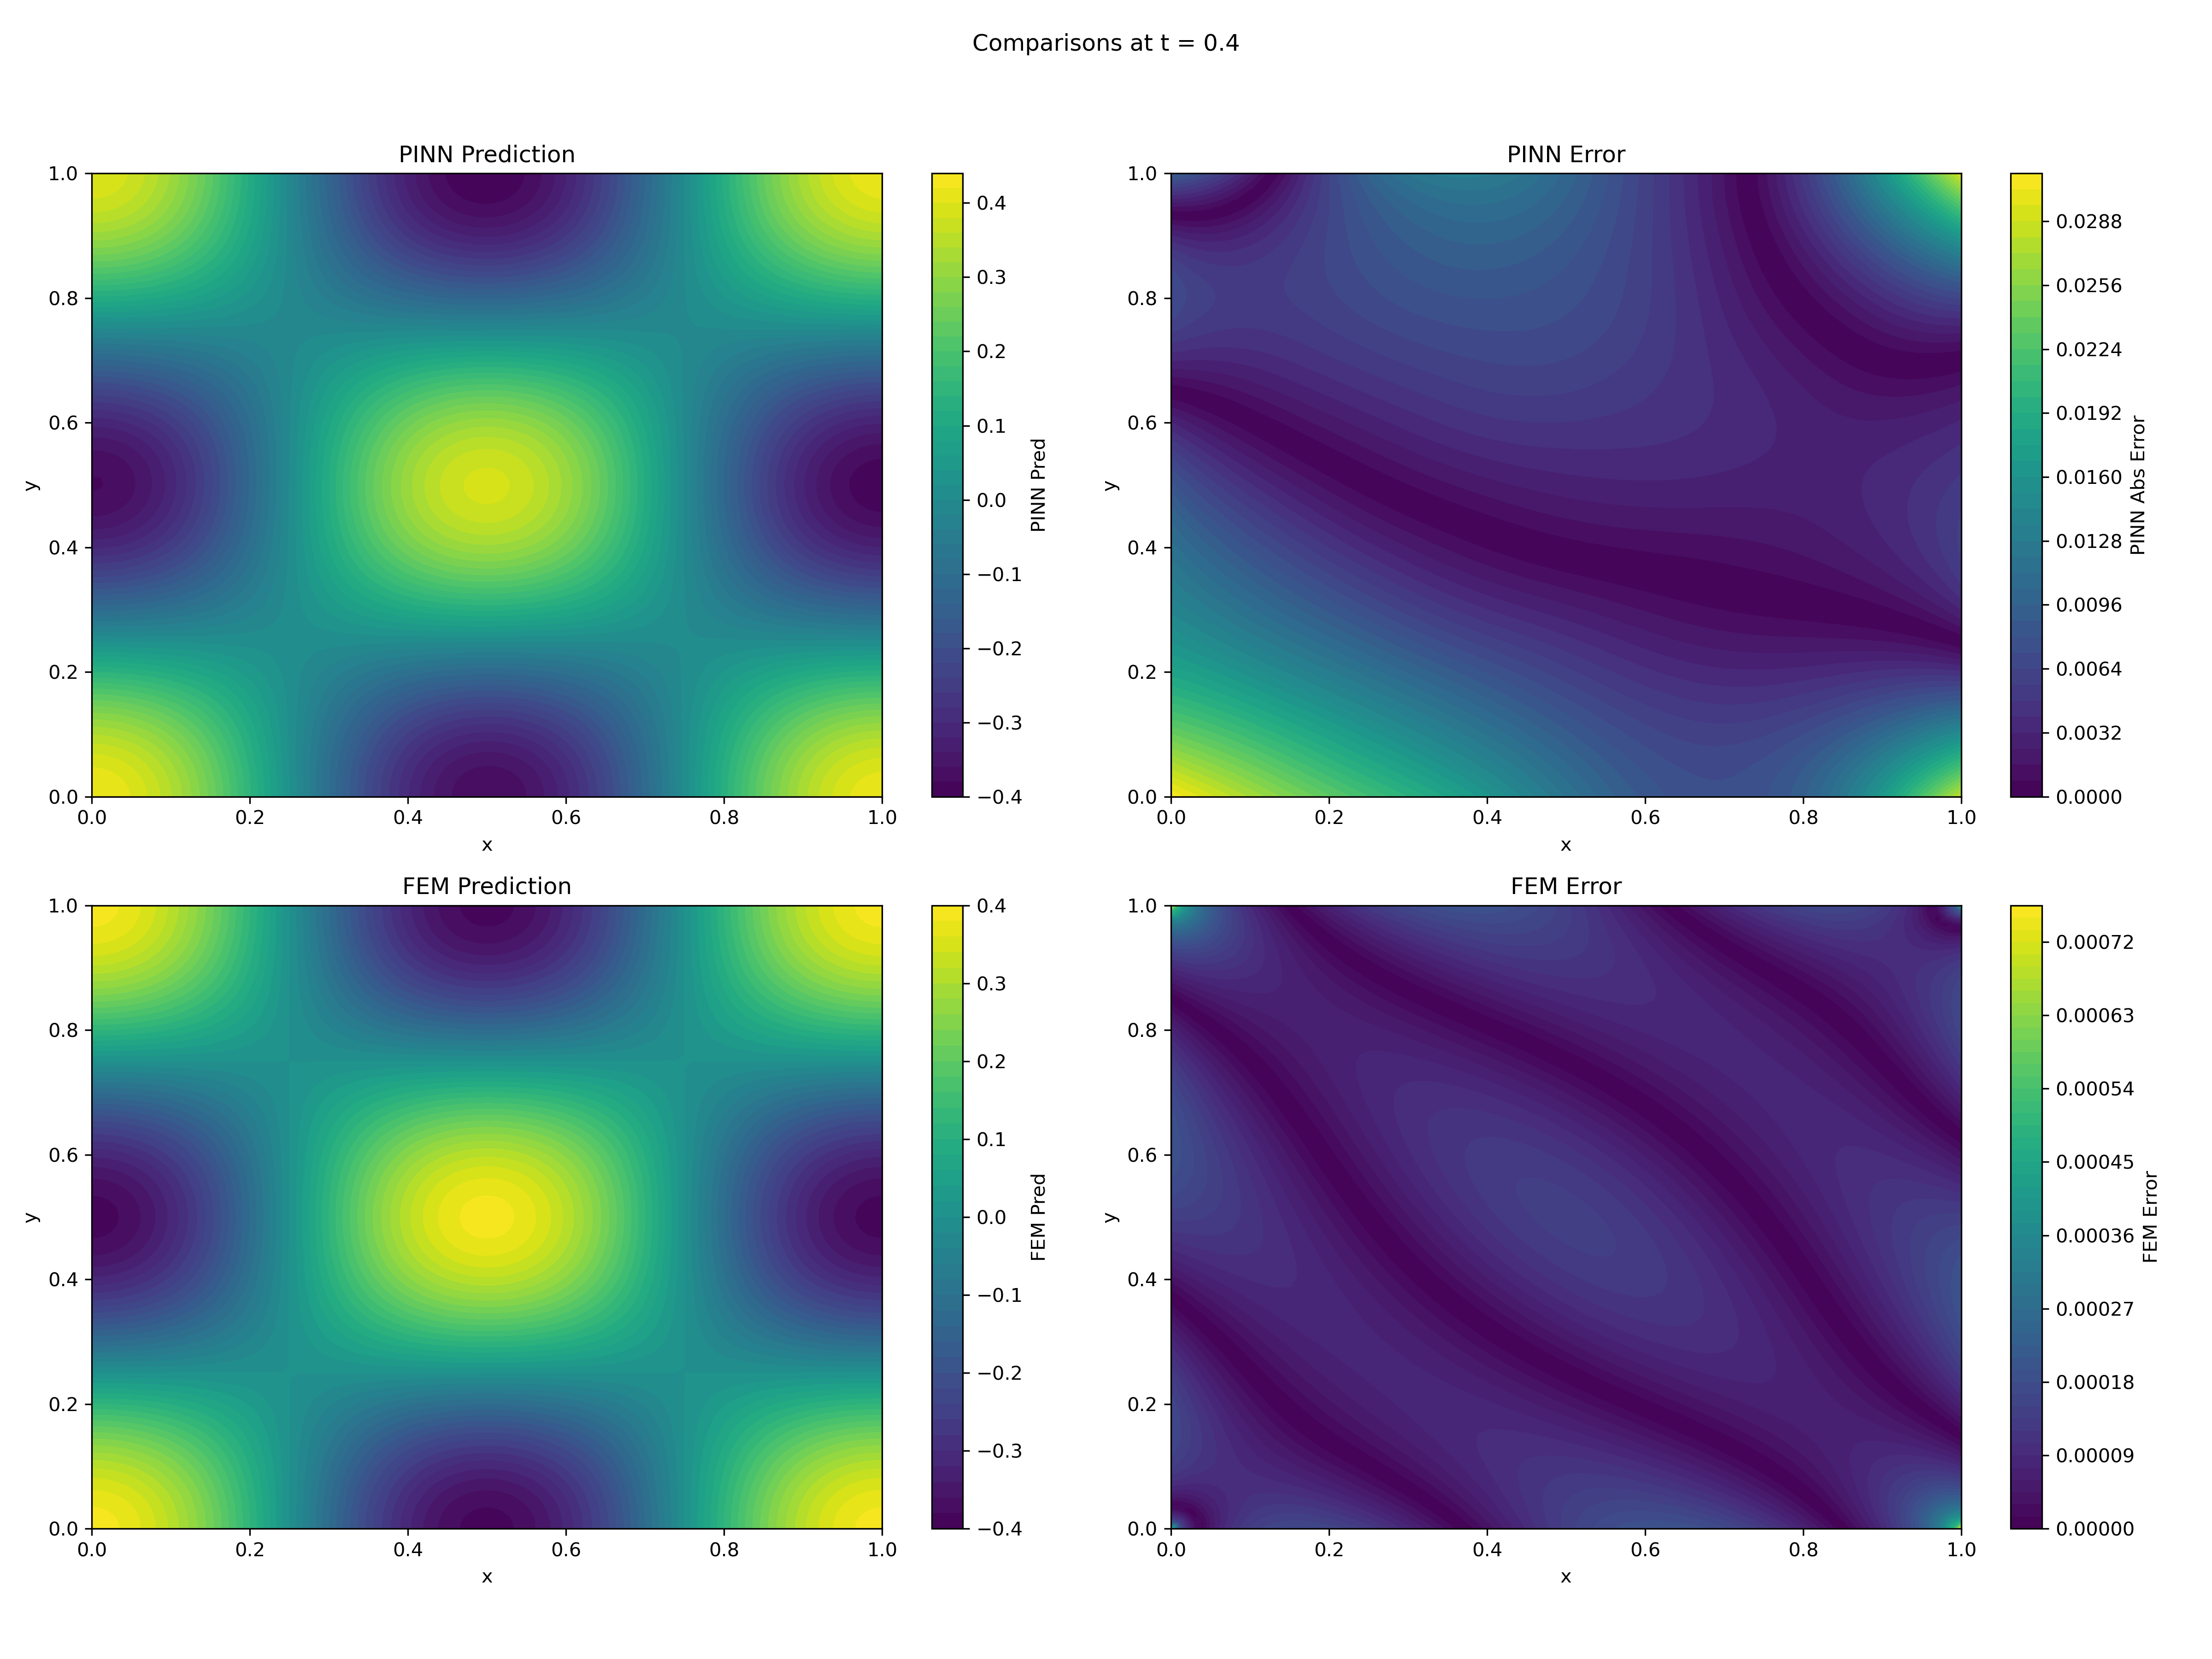 Comparisons at t = 0.4
PINN Prediction
1.0
0.8
0.6
0.4
0.2
0.0
y
0.0 0.2 0.4 0.6 0.8 1.0
x
0.4
0.3
0.2
0.1
0.0
−0.1
−0.2
−0.3
−0.4
PINN Pred
PINN Error
1.0
0.8
0.6
0.4
0.2
0.0
y
0.0 0.2 0.4 0.6 0.8 1.0
x
0.0288
0.0256
0.0224
0.0192
0.0160
0.0128
0.0096
0.0064
0.0032
0.0000
PINN Abs Error
FEM Prediction
1.0
0.8
0.6
0.4
0.2
0.0
y
0.0 0.2 0.4 0.6 0.8 1.0
x
0.4
0.3
0.2
0.1
0.0
−0.1
−0.2
−0.3
−0.4
FEM Pred
FEM Error
1.0
0.8
0.6
0.4
0.2
0.0
y
0.0 0.2 0.4 0.6 0.8 1.0
x
0.00072
0.00063
0.00054
0.00045
0.00036
0.00027
0.00018
0.00009
0.00000
FEM Error